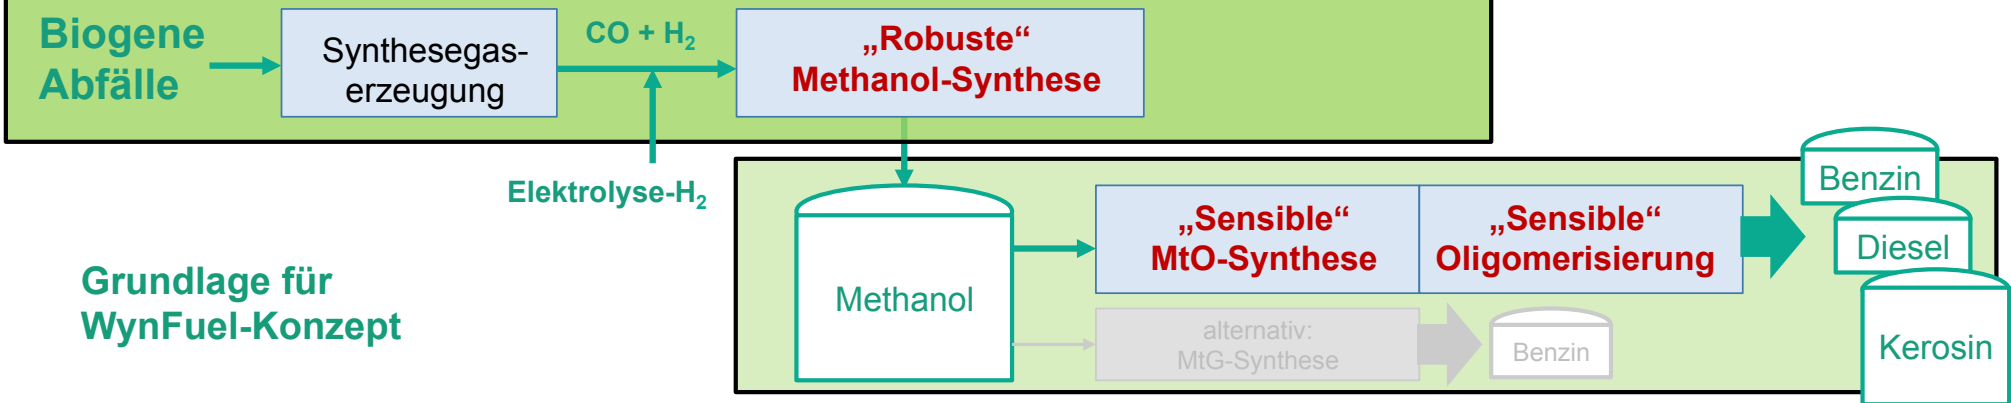 Biogene
Abfälle
Synthesegas-
erzeugung
CO + H₂
„Robuste“
Methanol-Synthese
Elektrolyse-H₂
Grundlage für
WynFuel-Konzept
Methanol
„Sensible“
MtO-Synthese
„Sensible“
Oligomerisierung
alternativ:
MtG-Synthese
Benzin
Benzin
Diesel
Kerosin